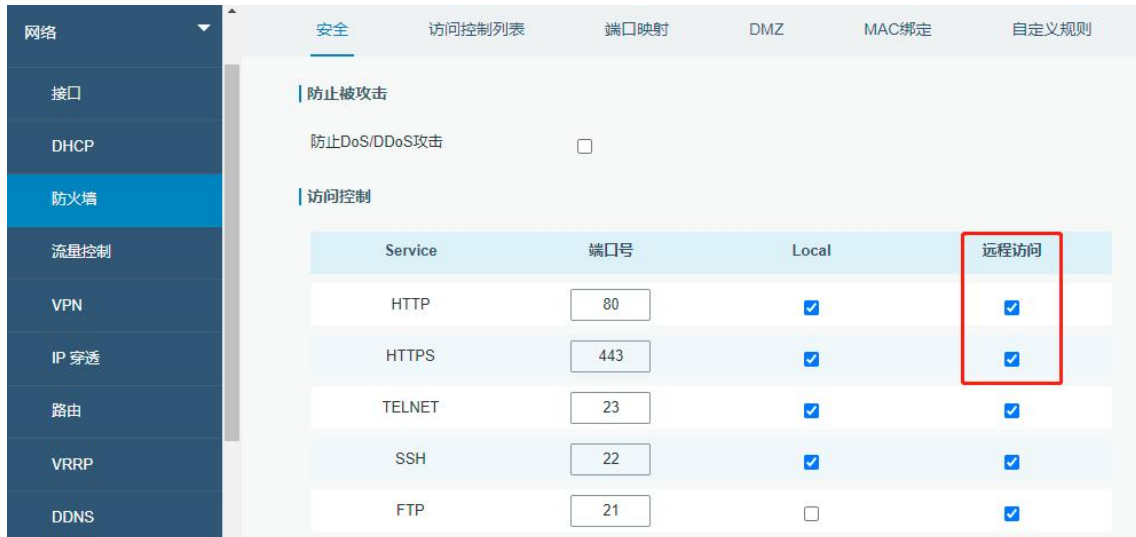 网络
接口
DHCP
防火墙
流量控制
VPN
IP 穿透
路由
VRRP
DDNS
安全 访问控制列表 端口映射 DMZ MAC绑定 自定义规则
防止被攻击
防止DoS/DDoS攻击
访问控制
Service 端口号 Local 远程访问
HTTP 80
HTTPS 443
TELNET 23
SSH 22
FTP 21